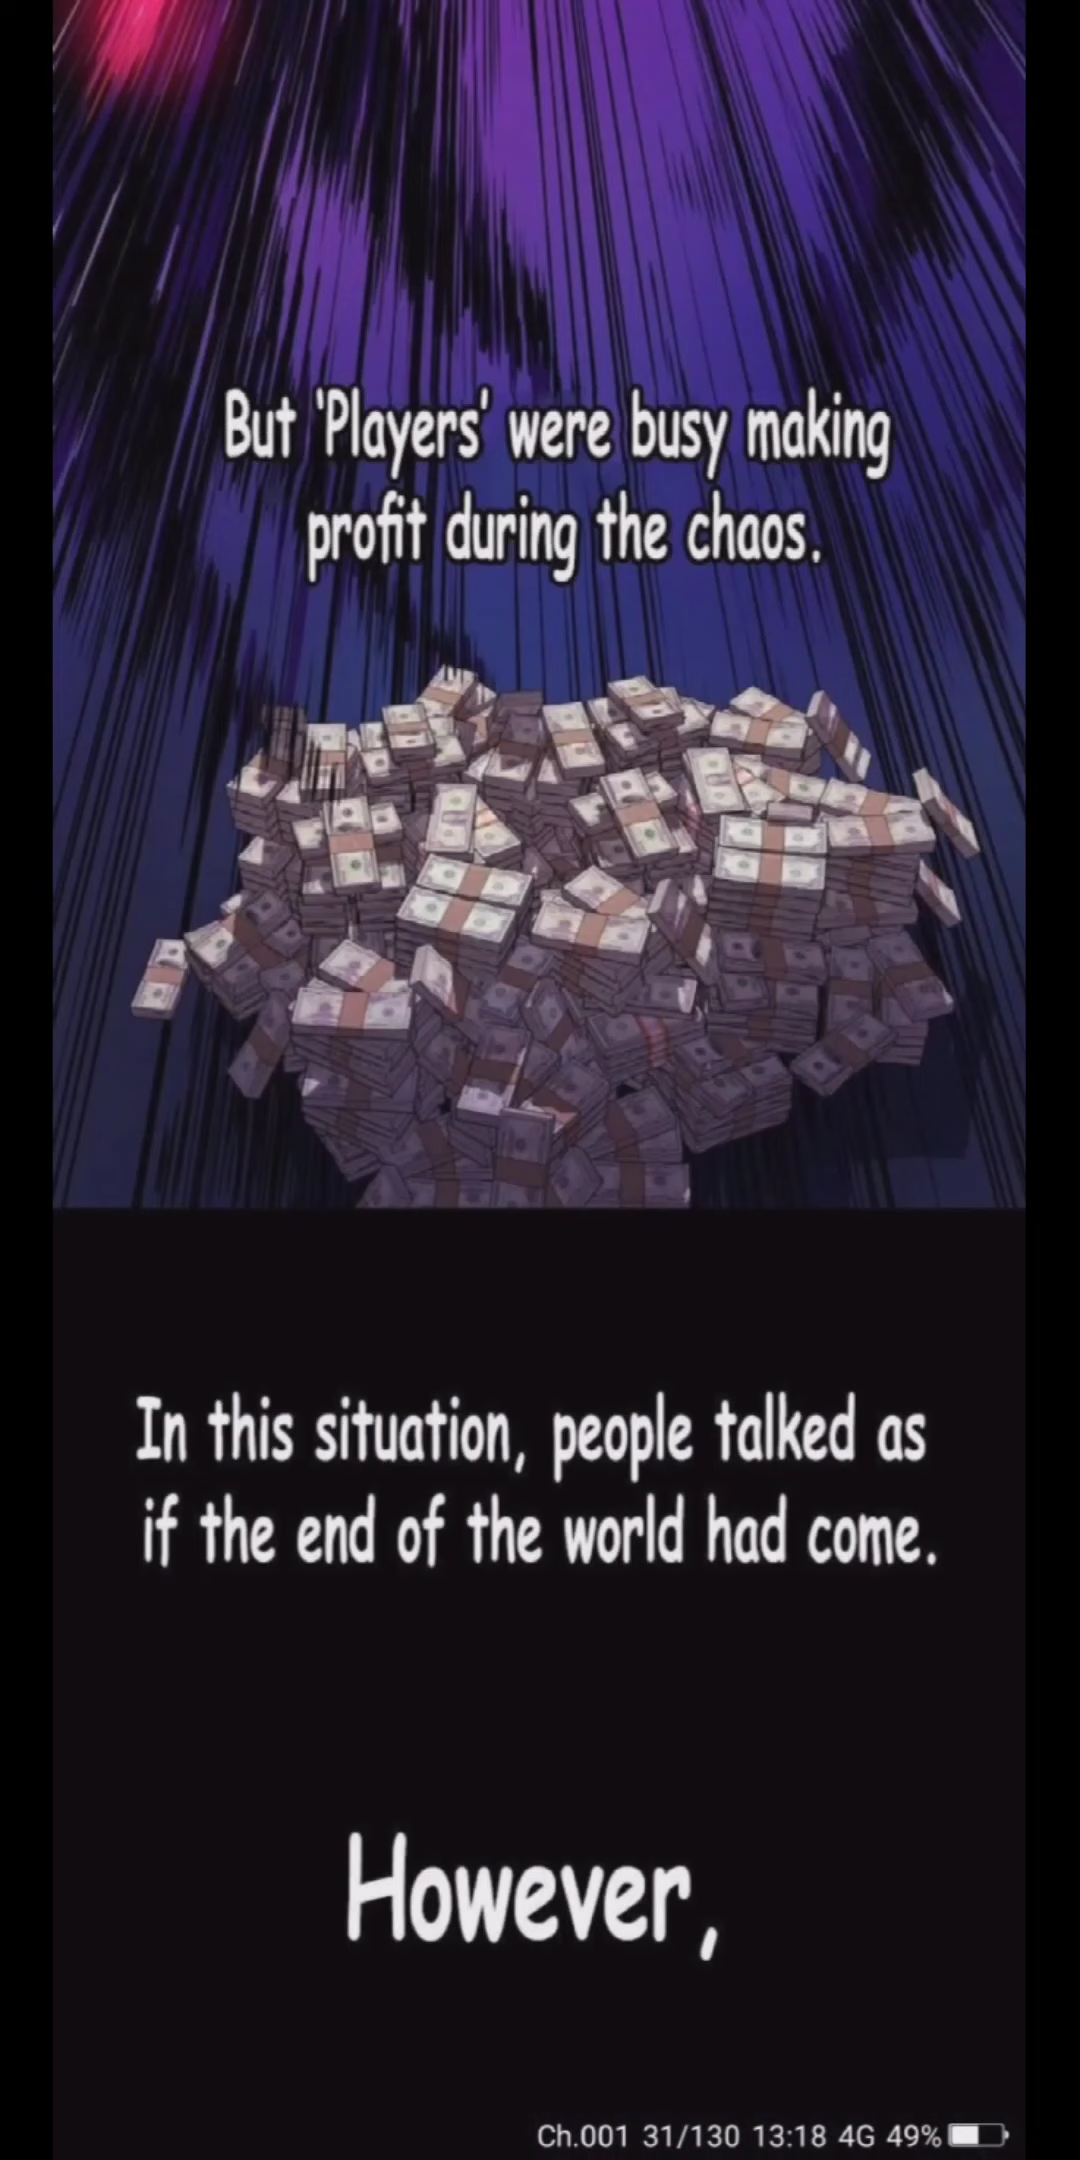 But 'Players' were busy making
profit during the chaos.
In this situation, people talked as
if the end of the world had come.
However,
Ch.001 31/130 13:18 4G 49%